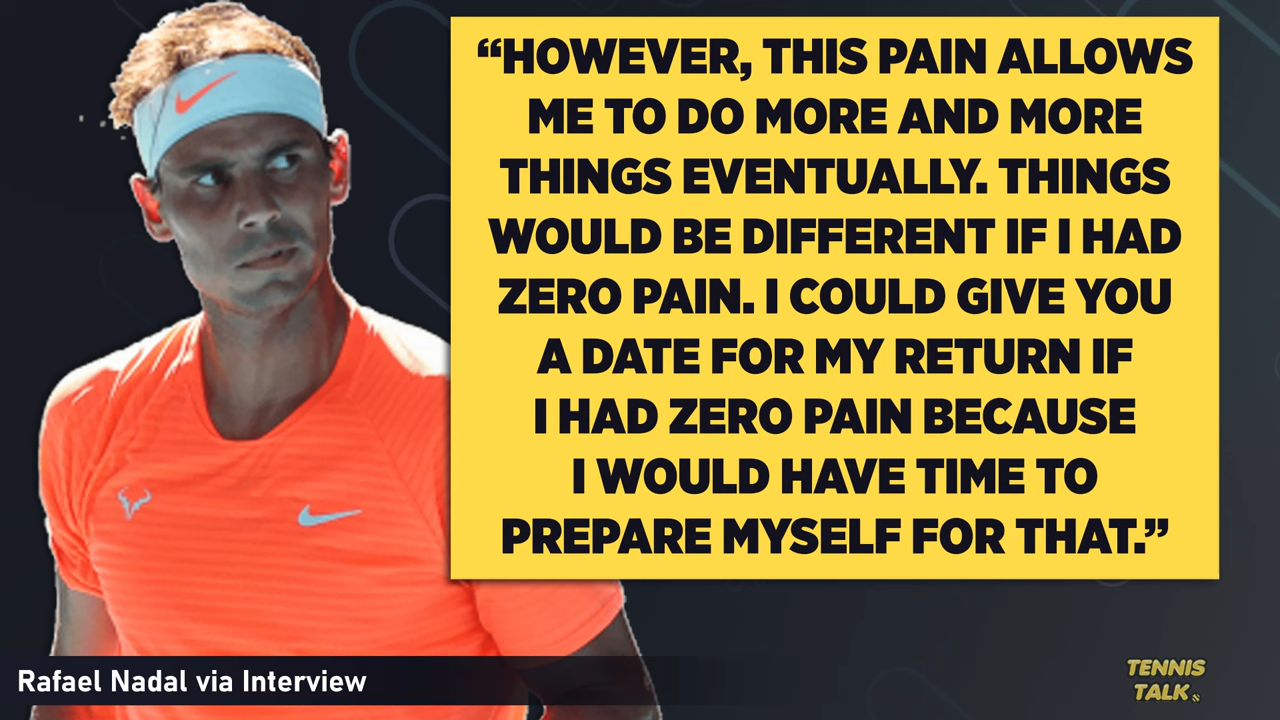 “HOWEVER, THIS PAIN ALLOWS
ME TO DO MORE AND MORE
THINGS EVENTUALLY. THINGS
WOULD BE DIFFERENT IF I HAD
ZERO PAIN. I COULD GIVE YOU
A DATE FOR MY RETURN IF
I HAD ZERO PAIN BECAUSE
I WOULD HAVE TIME TO
PREPARE MYSELF FOR THAT.”
Rafael Nadal via Interview
TENNIS
TALK